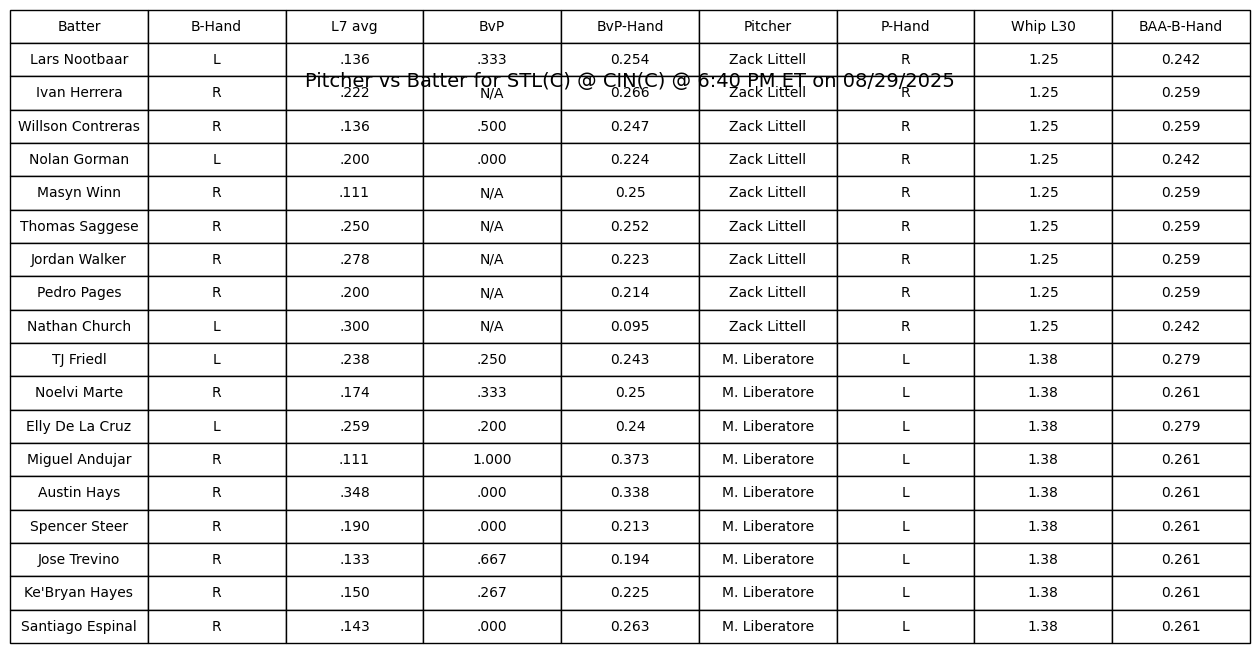 Batter B-Hand L7 avg BvP BvP-Hand Pitcher P-Hand Whip L30 BAA-B-Hand
Lars Nootbaar L .136 .333 0.254 Zack Littell R 1.25 0.242
Pitcher vs Batter for STL(C) @ CIN(C) @ 6:40 PM ET on 08/29/2025
Ivan Herrera R .222 N/A 0.266 Zack Littell R 1.25 0.259
Willson Contreras R .136 .500 0.247 Zack Littell R 1.25 0.259
Nolan Gorman L .200 .000 0.224 Zack Littell R 1.25 0.242
Masyn Winn R .111 N/A 0.25 Zack Littell R 1.25 0.259
Thomas Saggese R .250 N/A 0.252 Zack Littell R 1.25 0.259
Jordan Walker R .278 N/A 0.223 Zack Littell R 1.25 0.259
Pedro Pages R .200 N/A 0.214 Zack Littell R 1.25 0.259
Nathan Church L .300 N/A 0.095 Zack Littell R 1.25 0.242
TJ Friedl L .238 .250 0.243 M. Liberatore L 1.38 0.279
Noelvi Marte R .174 .333 0.25 M. Liberatore L 1.38 0.261
Elly De La Cruz L .259 .200 0.24 M. Liberatore L 1.38 0.279
Miguel Andujar R .111 1.000 0.373 M. Liberatore L 1.38 0.261
Austin Hays R .348 .000 0.338 M. Liberatore L 1.38 0.261
Spencer Steer R .190 .000 0.213 M. Liberatore L 1.38 0.261
Jose Trevino R .133 .667 0.194 M. Liberatore L 1.38 0.261
Ke'Bryan Hayes R .150 .267 0.225 M. Liberatore L 1.38 0.261
Santiago Espinal R .143 .000 0.263 M. Liberatore L 1.38 0.261